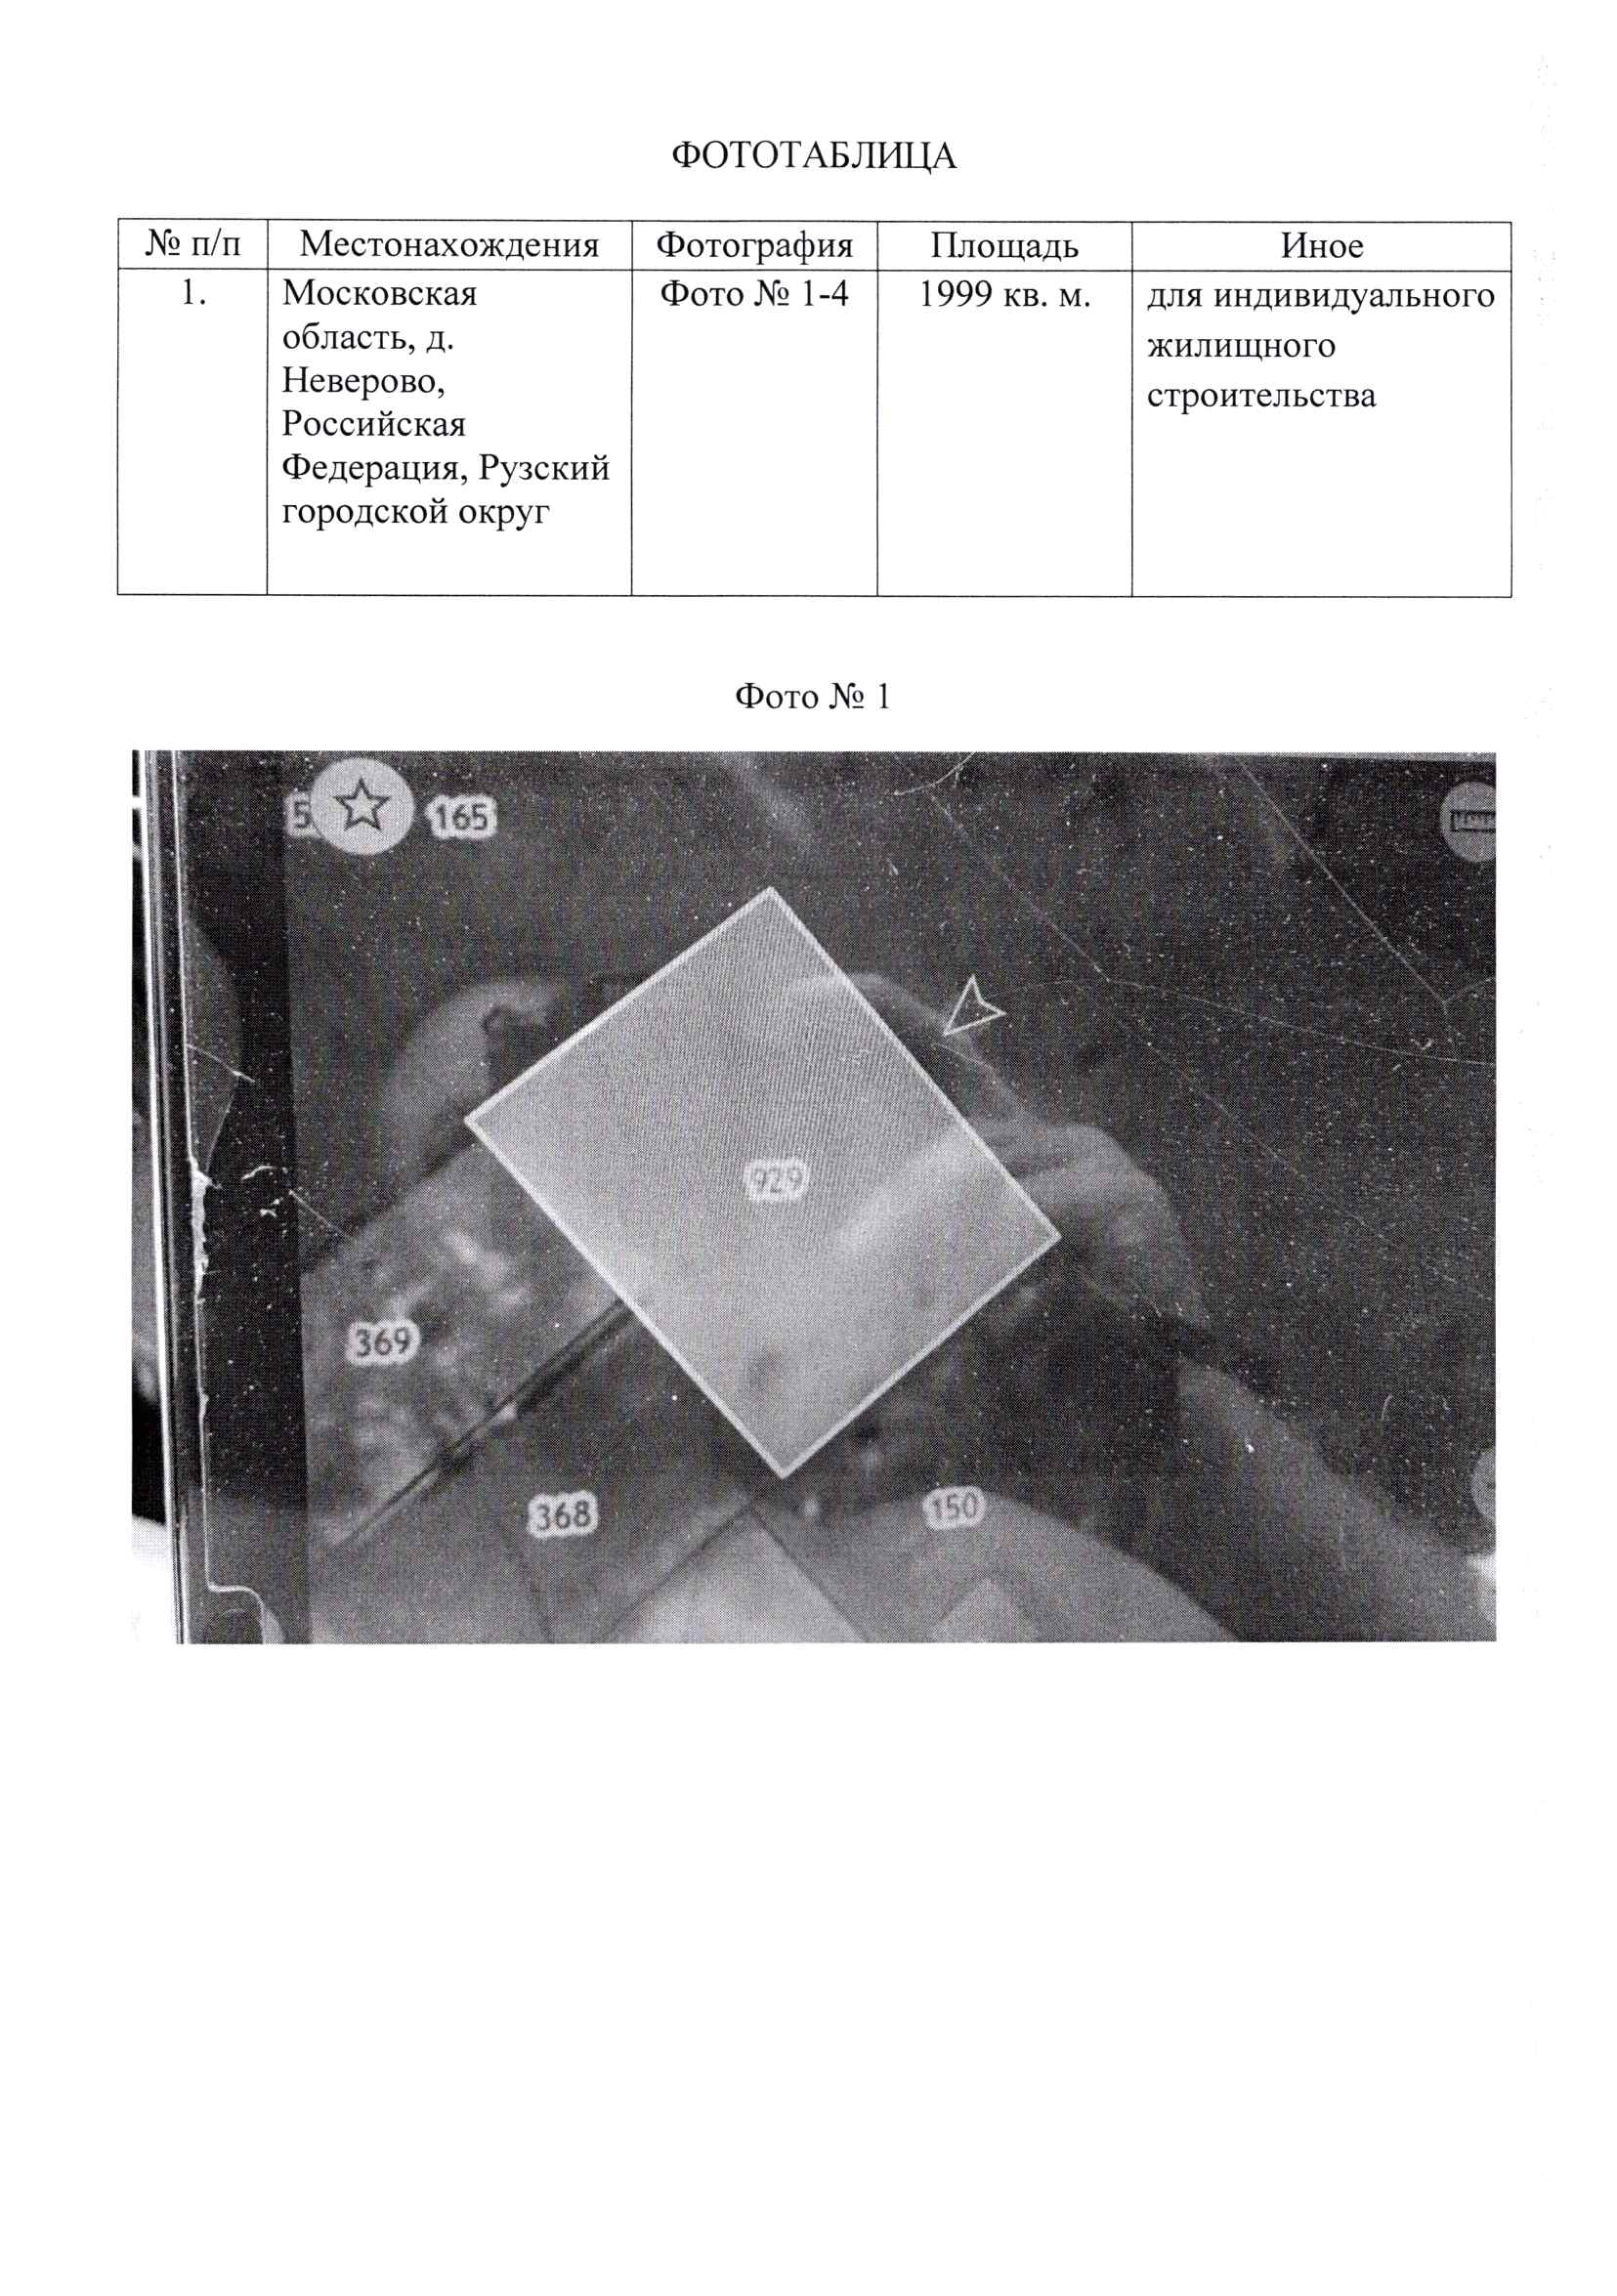 ФОТОТАБЛИЦА
№ п/п Местонахождения Фотография Площадь Иное
1. Московская Фото № 1-4 1999 кв. м. для индивидуального
область, д. жилищного
Неверово, строительства
Российская
Федерация, Рузский
городской округ
Фото № 1
5 165
929
369
368 150